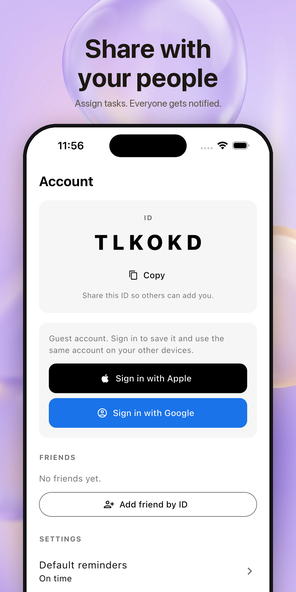 Share with
your people
Assign tasks. Everyone gets notified.
11:56
Account
ID
TLKOKD
Copy
Share this ID so others can add you.
Guest account. Sign in to save it and use the
same account on your other devices.
Sign in with Apple
Sign in with Google
FRIENDS
No friends yet.
Add friend by ID
SETTINGS
Default reminders
On time